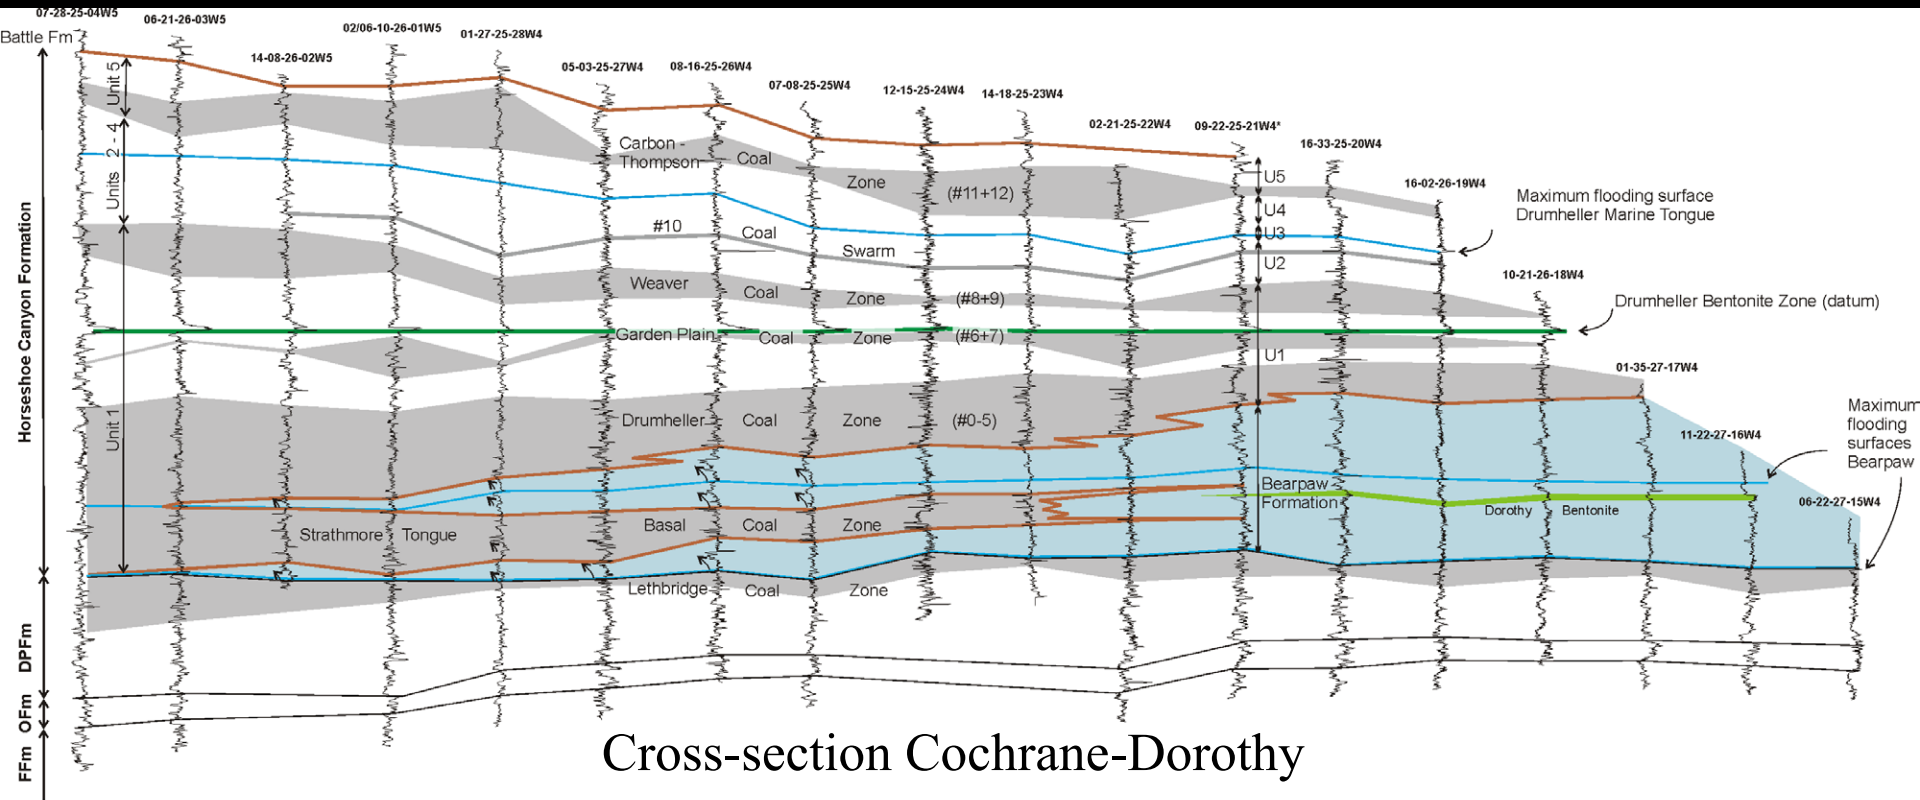 07-28-25-04W5
06-21-26-03W5
02/06-10-26-01W5
01-27-25-28W4
Battle Fm
14-08-26-02W5
05-03-25-27W4
08-16-25-26W4
07-08-25-25W4
12-15-25-24W4
14-18-25-23W4
02-21-25-22W4
09-22-25-21W4*
16-33-25-20W4
16-02-26-19W4
10-21-26-18W4
01-35-27-17W4
11-22-27-16W4
06-22-27-15W4
Unit 5
Units 2 - 4
Unit 1
Horseshoe Canyon Formation
DPFm
OFm
FFm
Carbon -
Thompson Coal Zone (#11+12)
#10 Coal Swarm
Weaver Coal Zone (#8+9)
Garden Plain Coal Zone (#6+7)
Drumheller Coal Zone (#0-5)
Strathmore Tongue
Basal Coal Zone
Lethbridge Coal Zone
U5
U4
U3
U2
U1
Bearpaw
Formation
Dorothy Bentonite
Maximum flooding surface
Drumheller Marine Tongue
Drumheller Bentonite Zone (datum)
Maximum
flooding
surfaces
Bearpaw
Cross-section Cochrane-Dorothy